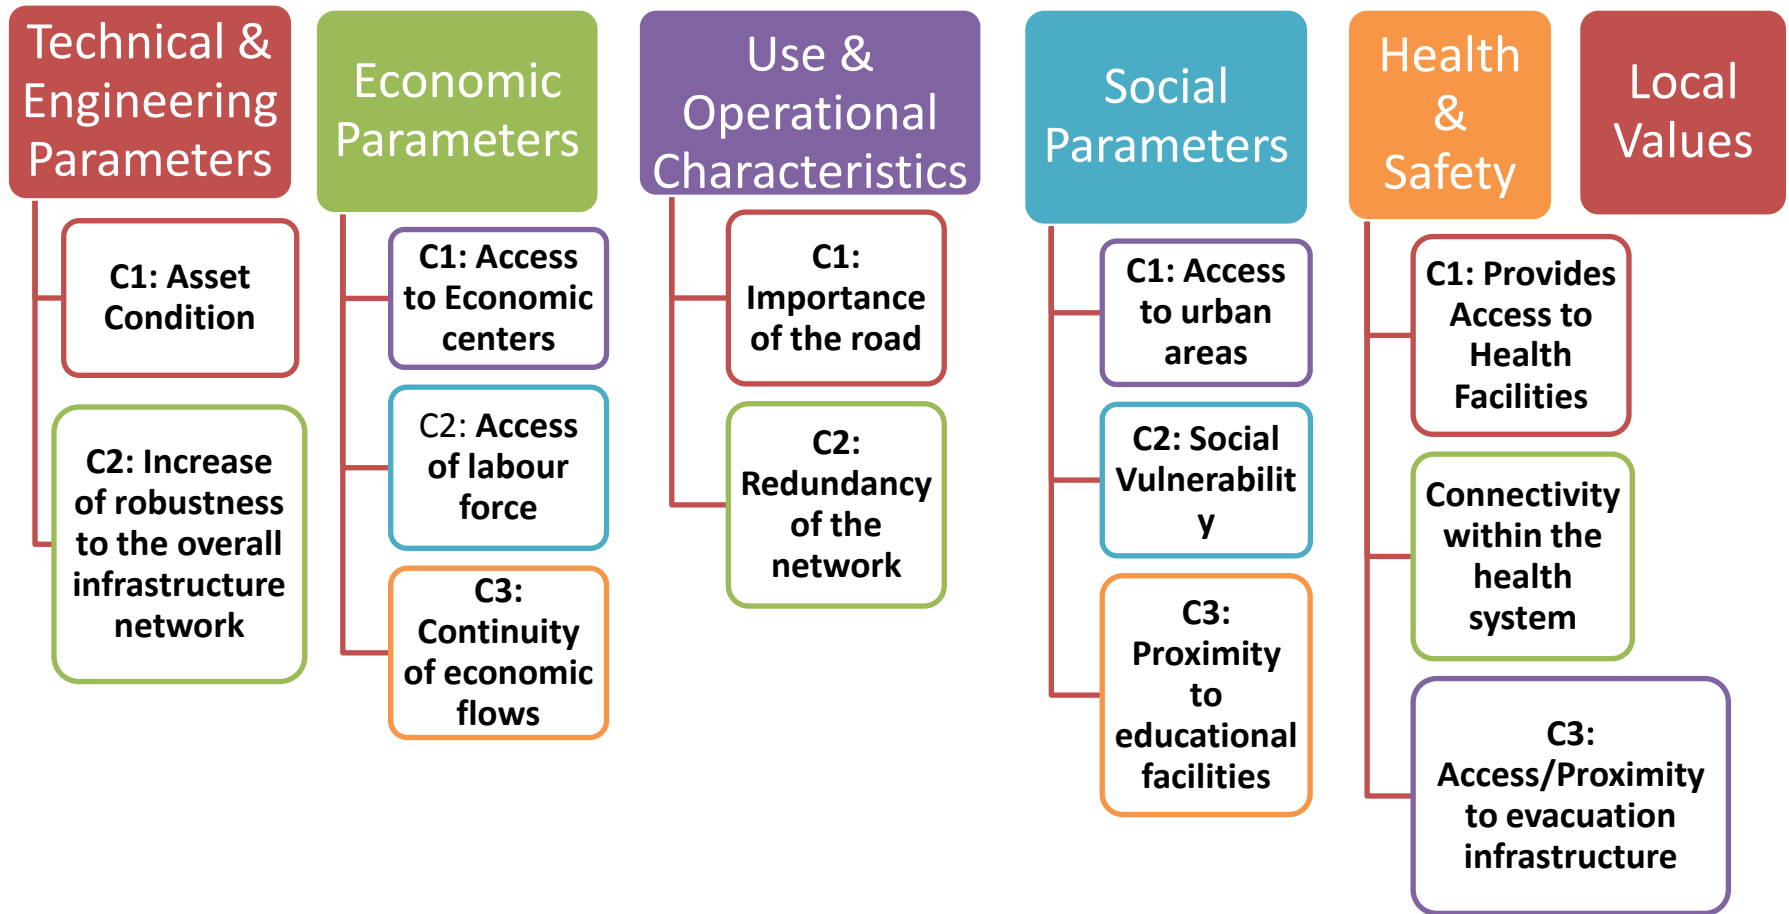 Technical &
Engineering
Parameters
C1: Asset
Condition
C2: Increase
of robustness
to the overall
infrastructure
network
Economic
Parameters
C1: Access
to Economic
centers
C2: Access
of labour
force
C3:
Continuity
of economic
flows
Use &
Operational
Characteristics
C1:
Importance
of the road
C2:
Redundancy
of the
network
Social
Parameters
C1: Access
to urban
areas
C2: Social
Vulnerabilit
y
C3:
Proximity
to
educational
facilities
Health
&
Safety
C1: Provides
Access to
Health
Facilities
Connectivity
within the
health
system
C3:
Access/Proximity
to evacuation
infrastructure
Local
Values